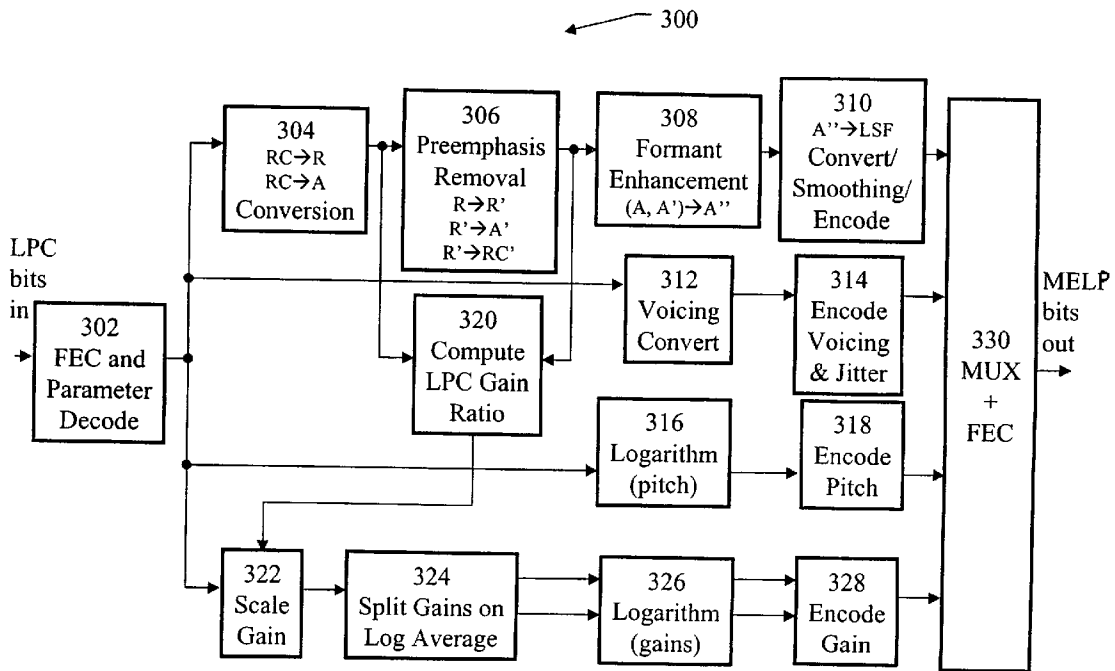 300
304
RC→R
RC→A
Conversion
306
Preemphasis
Removal
R→R'
R'→A'
R'→RC'
308
Formant
Enhancement
(A, A')→A''
310
A''→LSF
Convert/
Smoothing/
Encode
LPC
bits
in
302
FEC and
Parameter
Decode
320
Compute
LPC Gain
Ratio
312
Voicing
Convert
314
Encode
Voicing
& Jitter
316
Logarithm
(pitch)
318
Encode
Pitch
322
Scale
Gain
324
Split Gains on
Log Average
326
Logarithm
(gains)
328
Encode
Gain
330
MUX
+
FEC
MELP
bits
out